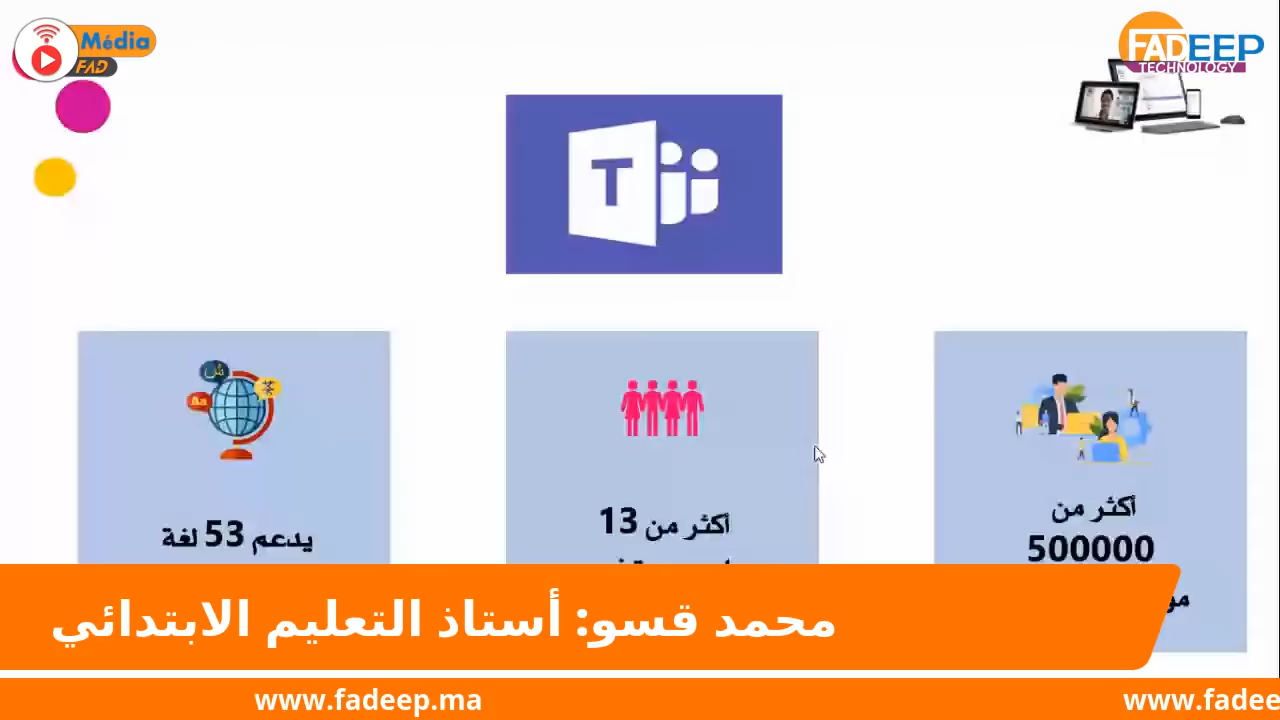 Média
FAD
FADEEP
TECHNOLOGY
T
أكثر من
500000
أكثر من 13
يدعم 53 لغة
ش
Aa
محمد قسو: أستاذ التعليم الابتدائي
www.fadeep.ma
www.fadee